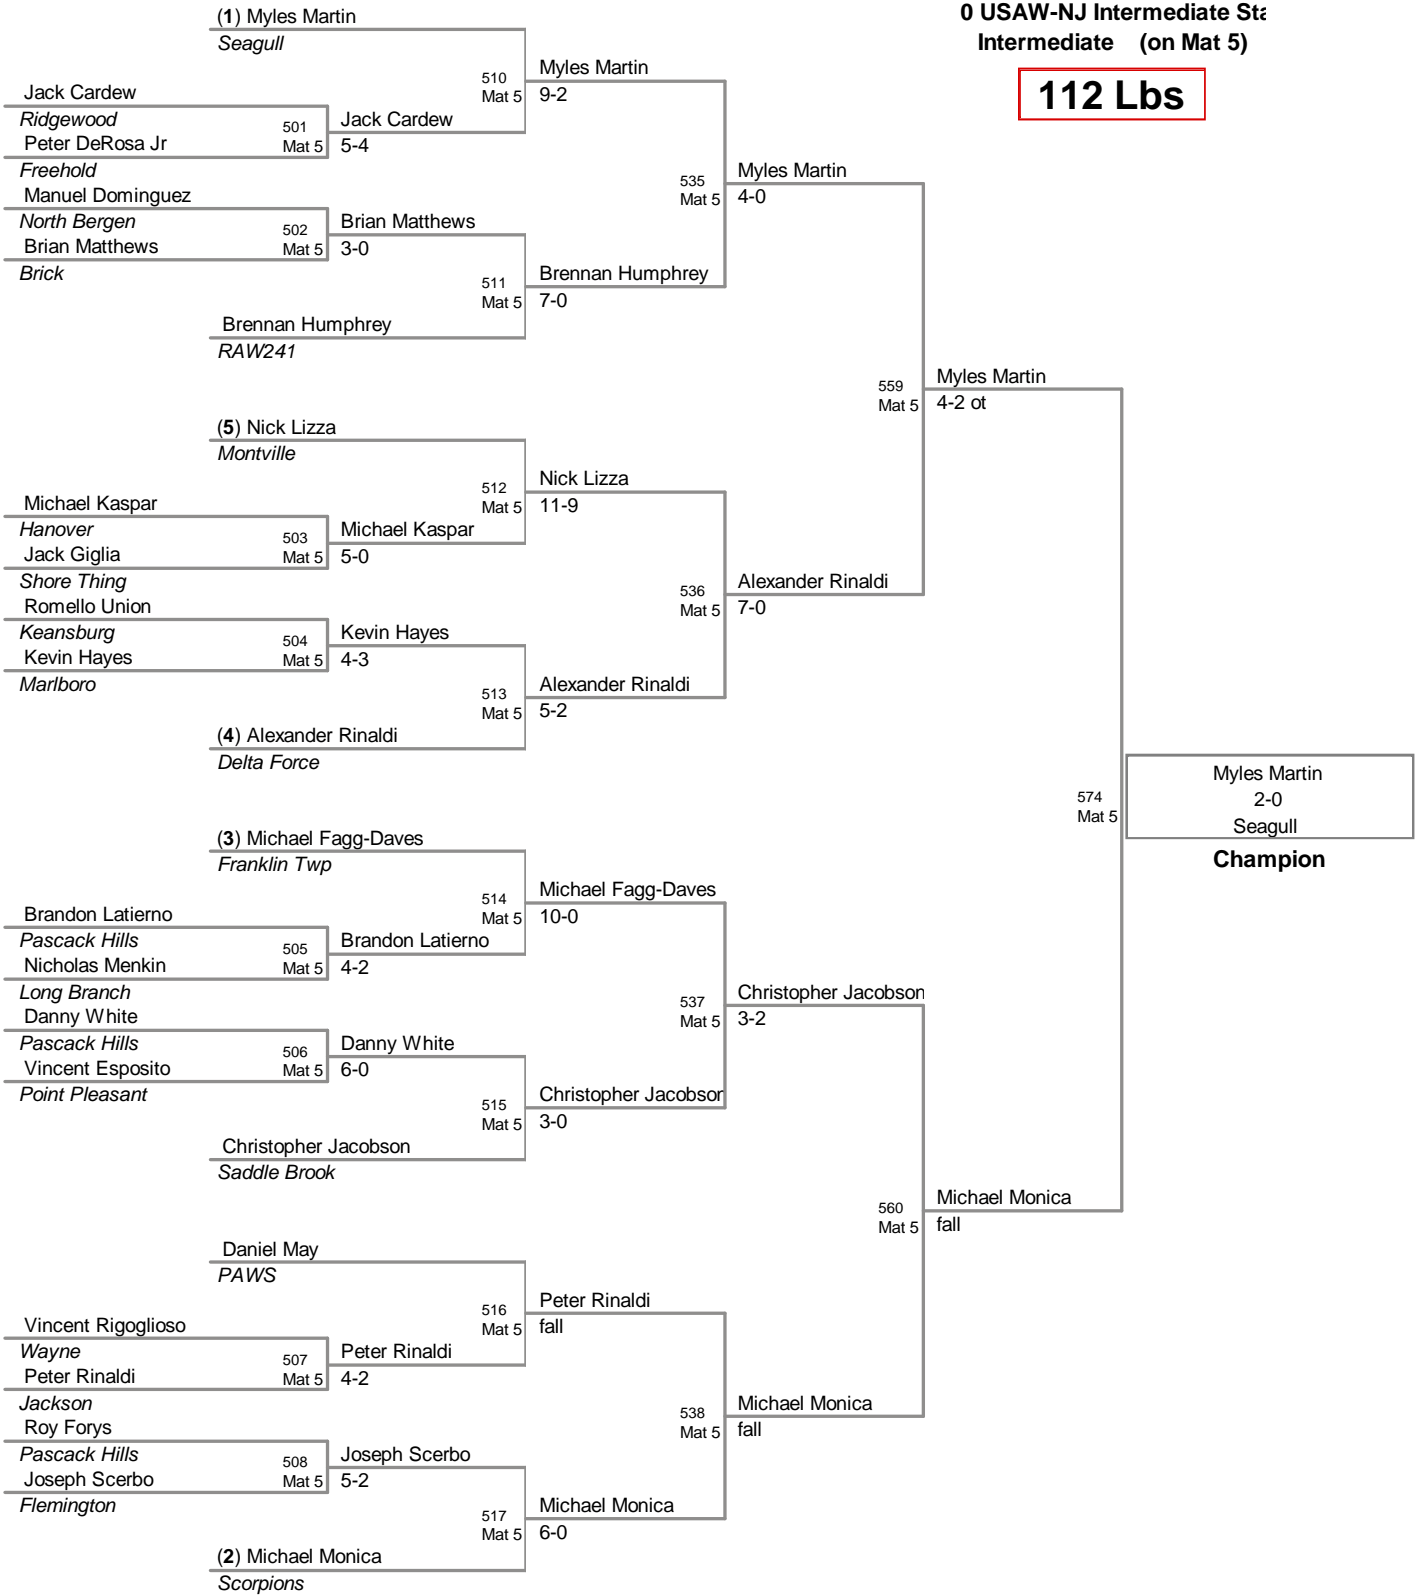 0 USAW-NJ Intermediate
Intermediate (on Mat 5)
112 Lbs
(1) Myles Martin
Seagull
510
Mat 5
Myles Martin
9-2
Jack Cardew
Ridgewood
501
Mat 5
Jack Cardew
5-4
Peter DeRosa Jr
Freehold
535
Mat 5
Myles Martin
4-0
Manuel Dominguez
North Bergen
502
Mat 5
Brian Matthews
3-0
Brian Matthews
Brick
511
Mat 5
Brennan Humphrey
7-0
Brennan Humphrey
RAW241
559
Mat 5
Myles Martin
4-2 ot
(5) Nick Lizza
Montville
512
Mat 5
Nick Lizza
11-9
Michael Kaspar
Hanover
503
Mat 5
Michael Kaspar
5-0
Jack Giglia
Shore Thing
536
Mat 5
Alexander Rinaldi
7-0
Romello Union
Keansburg
504
Mat 5
Kevin Hayes
4-3
Kevin Hayes
Marlboro
513
Mat 5
Alexander Rinaldi
5-2
(4) Alexander Rinaldi
Delta Force
574
Mat 5
Myles Martin
2-0
Seagull
Champion
(3) Michael Fagg-Daves
Franklin Twp
514
Mat 5
Michael Fagg-Daves
10-0
Brandon Latierno
Pascack Hills
505
Mat 5
Brandon Latierno
4-2
Nicholas Menkin
Long Branch
537
Mat 5
Christopher Jacobson
3-2
Danny White
Pascack Hills
506
Mat 5
Danny White
6-0
Vincent Esposito
Point Pleasant
515
Mat 5
Christopher Jacobson
3-0
Christopher Jacobson
Saddle Brook
560
Mat 5
Michael Monica
fall
Daniel May
PAWS
516
Mat 5
Peter Rinaldi
fall
Vincent Rigoglioso
Wayne
507
Mat 5
Peter Rinaldi
4-2
Peter Rinaldi
Jackson
538
Mat 5
Michael Monica
fall
Roy Forys
Pascack Hills
508
Mat 5
Joseph Scerbo
5-2
Joseph Scerbo
Flemington
517
Mat 5
Michael Monica
6-0
(2) Michael Monica
Scorpions